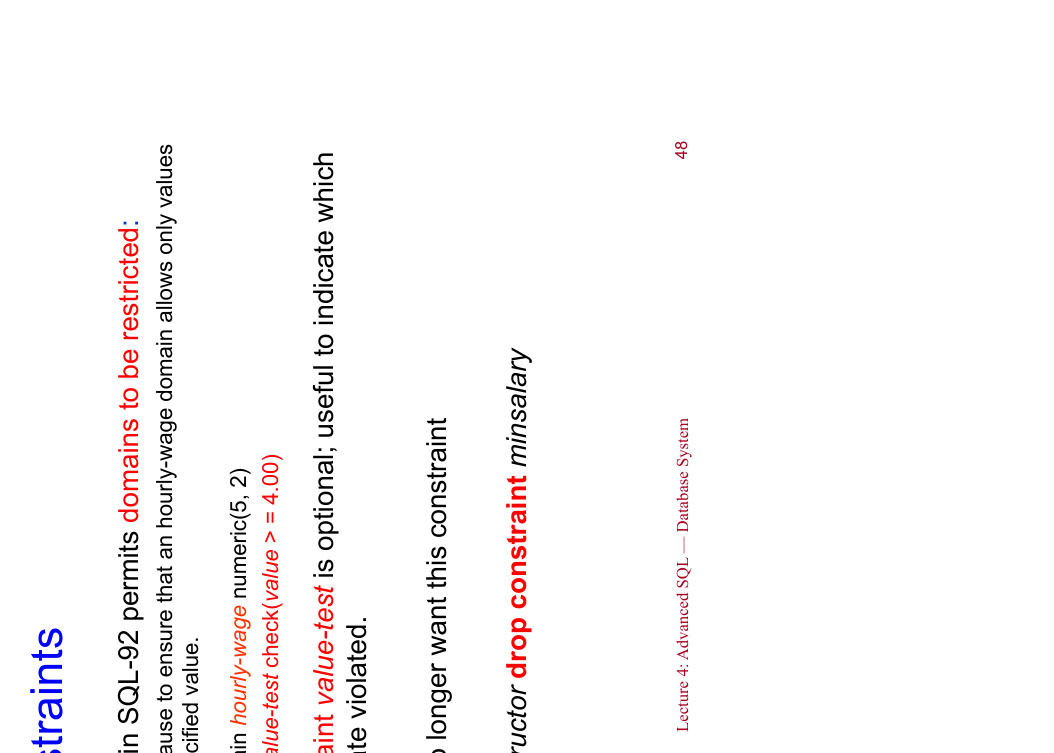 straints
in SQL-92 permits domains to be restricted:
ause to ensure that an hourly-wage domain allows only values
cified value.
ain hourly-wage numeric(5, 2)
alue-test check(value > = 4.00)
aint value-test is optional; useful to indicate which
te violated.
longer want this constraint
ructor drop constraint minsalary
Lecture 4: Advanced SQL — Database System
48